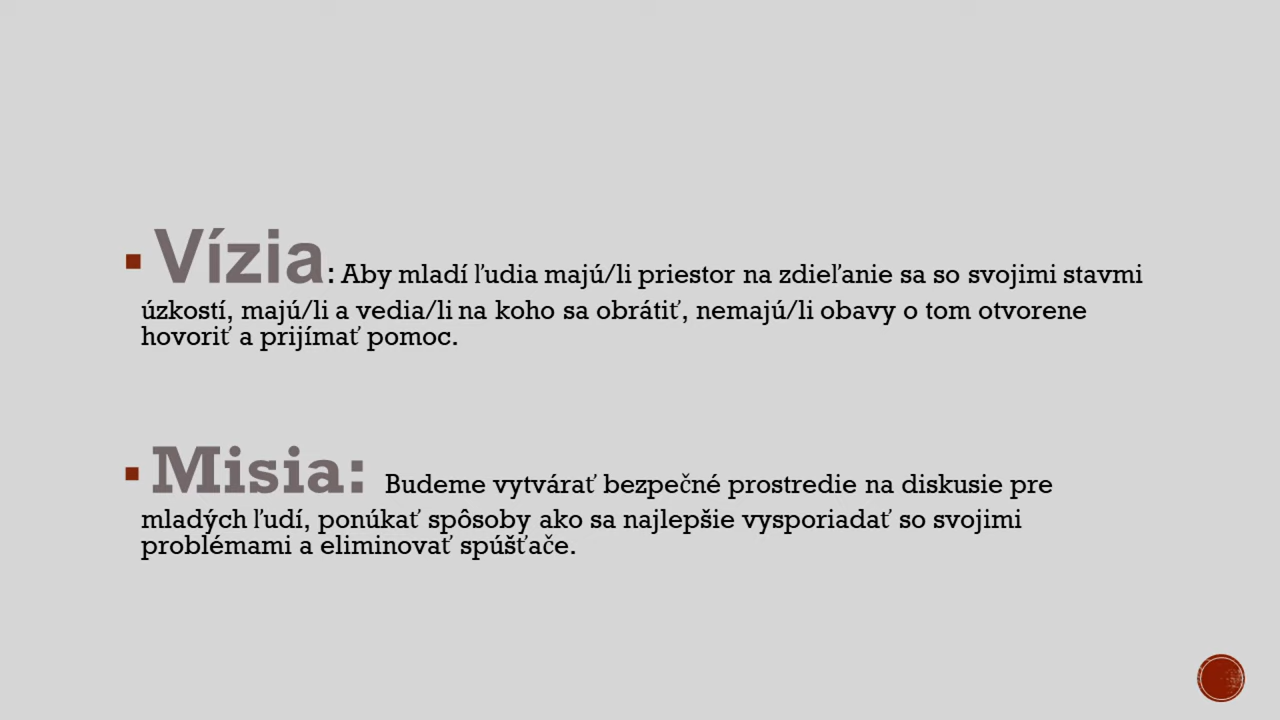 Vízia: Aby mladí ľudia majú/li priestor na zdieľanie sa so svojimi stavmi
úzkostí, majú/li a vedia/li na koho sa obrátiť, nemajú/li obavy o tom otvorene
hovoriť a prijímať pomoc.
Misia: Budeme vytvárať bezpečné prostredie na diskusie pre
mladých ľudí, ponúkať spôsoby ako sa najlepšie vysporiadať so svojimi
problémami a eliminovať spúšťače.